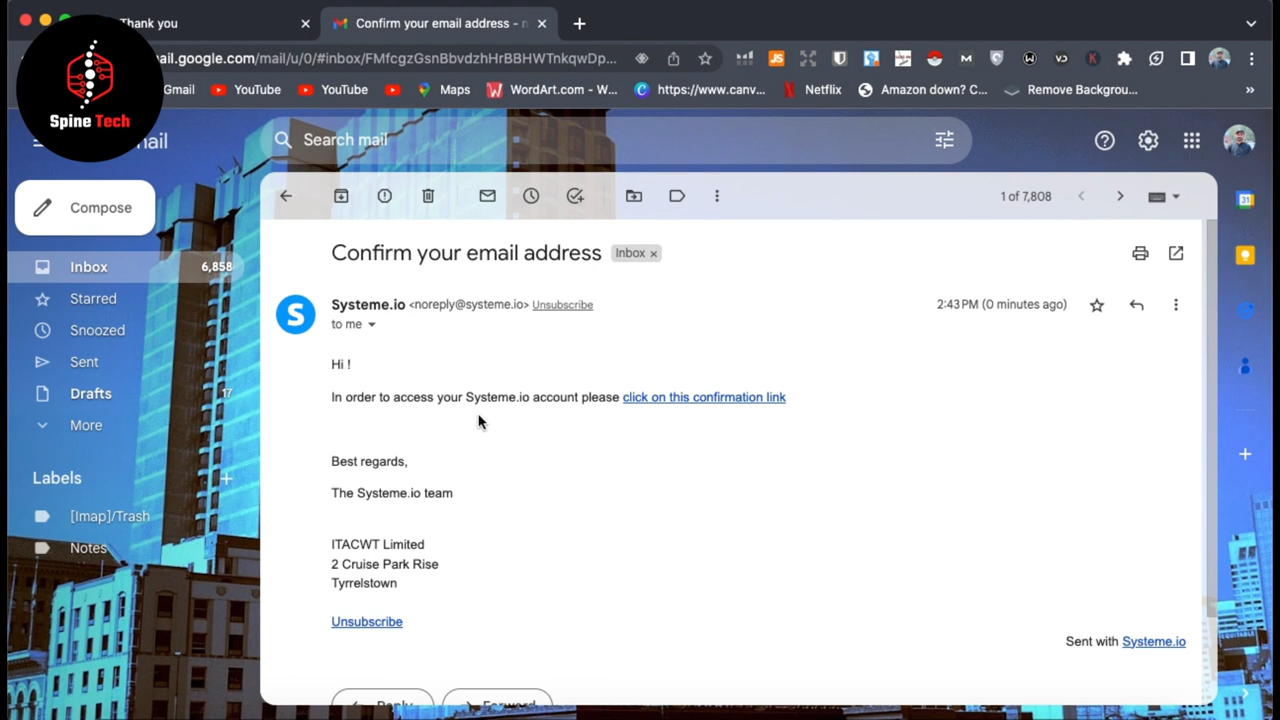 Thank you
Confirm your email address - n
ail.google.com/mail/u/0/#inbox/FMfcgzGsnBbvdzhHrBBHWTnkqwDp...
Gmail
YouTube
YouTube
Maps
WordArt.com - W...
https://www.canv...
Netflix
Amazon down? C...
Remove Backgrou...
»
Spine Tech
mail
Search mail
Compose
1 of 7,808
Inbox 6,858
Starred
Snoozed
Sent
Drafts 17
More
Labels
[Imap]/Trash
Notes
Confirm your email address Inbox x
Systeme.io <noreply@systeme.io> Unsubscribe
2:43 PM (0 minutes ago)
to me
Hi !
In order to access your Systeme.io account please click on this confirmation link
Best regards,
The Systeme.io team
ITACWT Limited
2 Cruise Park Rise
Tyrrelstown
Unsubscribe
Sent with Systeme.io
Reply
Forward